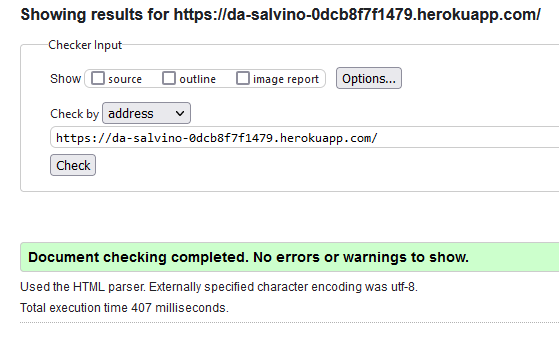 Showing results for https://da-salvino-0dcb8f7f1479.herokuapp.com/
Checker Input
Show source outline image report Options...
Check by address
https://da-salvino-0dcb8f7f1479.herokuapp.com/
Check
Document checking completed. No errors or warnings to show.
Used the HTML parser. Externally specified character encoding was utf-8.
Total execution time 407 milliseconds.